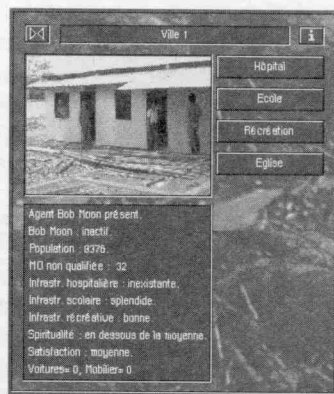 Ville 1
i
Hôpital
Ecole
Récréation
Eglise
Agent Bob Moon présent.
Bob Moon : inactif.
Population : 8376.
MO non qualifiée : 32
Infrastr. hospitalière : inexistante.
Infrastr. scolaire : splendide.
Infrastr. récréative : bonne.
Spiritualité : en dessous de la moyenne.
Satisfaction : moyenne.
Voitures= 0, Mobilier= 0